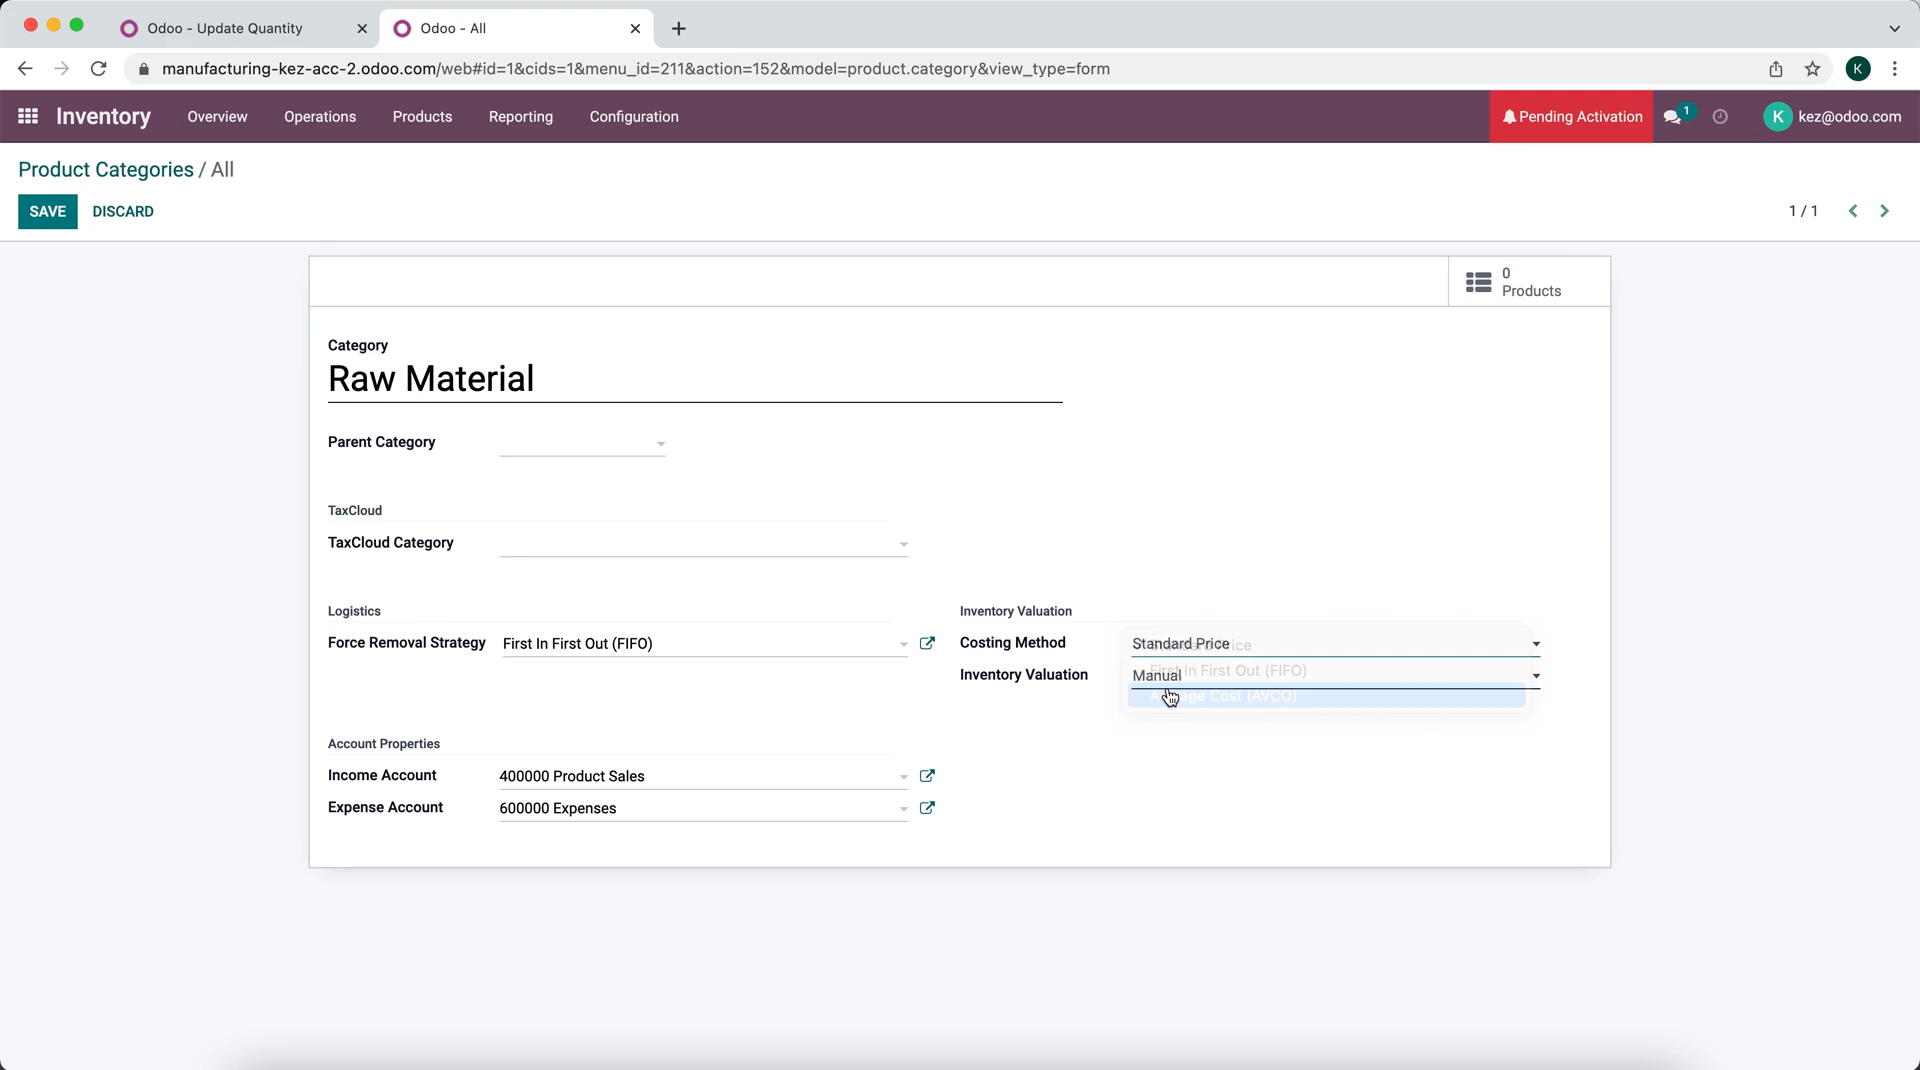 Odoo - Update Quantity
Odoo - All
manufacturing-kez-acc-2.odoo.com/web#id=1&cids=1&menu_id=211&action=152&model=product.category&view_type=form
K
Inventory
Overview
Operations
Products
Reporting
Configuration
Pending Activation
1
K
kez@odoo.com
Product Categories / All
SAVE
DISCARD
1 / 1
0
Products
Category
Raw Material
Parent Category
TaxCloud
TaxCloud Category
Logistics
Inventory Valuation
Force Removal Strategy
First In First Out (FIFO)
Costing Method
Standard Price
First In First Out (FIFO)
Inventory Valuation
Manual
Cost (AVCO)
Account Properties
Income Account
400000 Product Sales
Expense Account
600000 Expenses